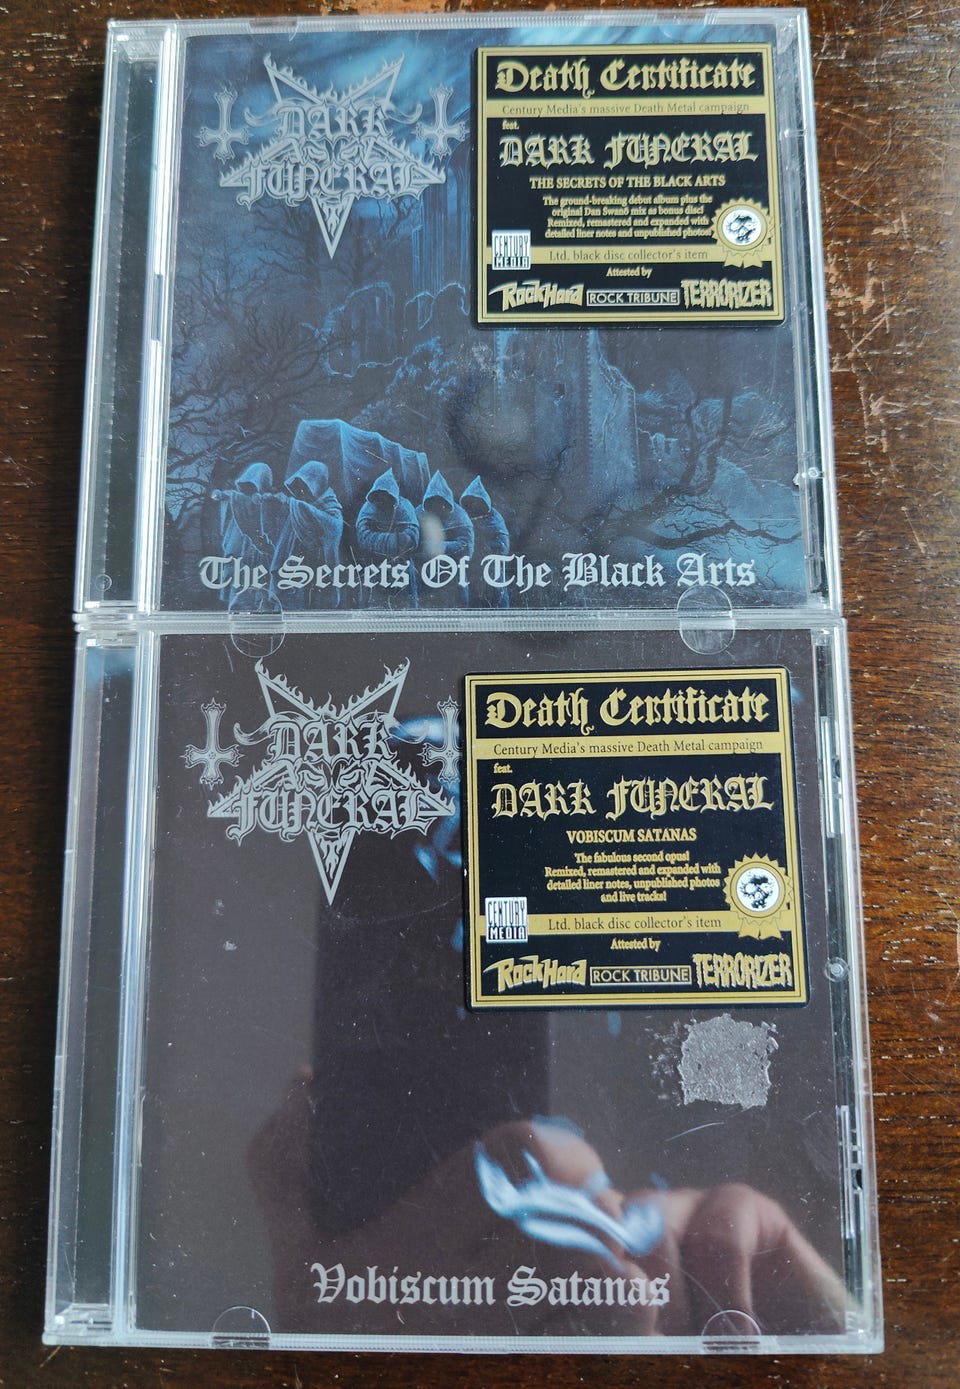 DARK
FUNERAL
Death Certificate
Century Media's massive Death Metal campaign
feat.
DARK FUNERAL
THE SECRETS OF THE BLACK ARTS
The ground-breaking debut album plus the
original Dan Swanö mix as bonus disc!
Remixed, remastered and expanded with
detailed liner notes and unpublished photos!
CENTURY
MEDIA
Ltd. black disc collector's item
Attested by
RockHard ROCK TRIBUNE TERRORIZER
The Secrets Of The Black Arts
DARK
FUNERAL
Death Certificate
Century Media's massive Death Metal campaign
feat.
DARK FUNERAL
VOBISCUM SATANAS
The fabulous second opus!
Remixed, remastered and expanded with
detailed liner notes, unpublished photos
and live tracks!
CENTURY
MEDIA
Ltd. black disc collector's item
Attested by
RockHard ROCK TRIBUNE TERRORIZER
Vobiscum Satanas